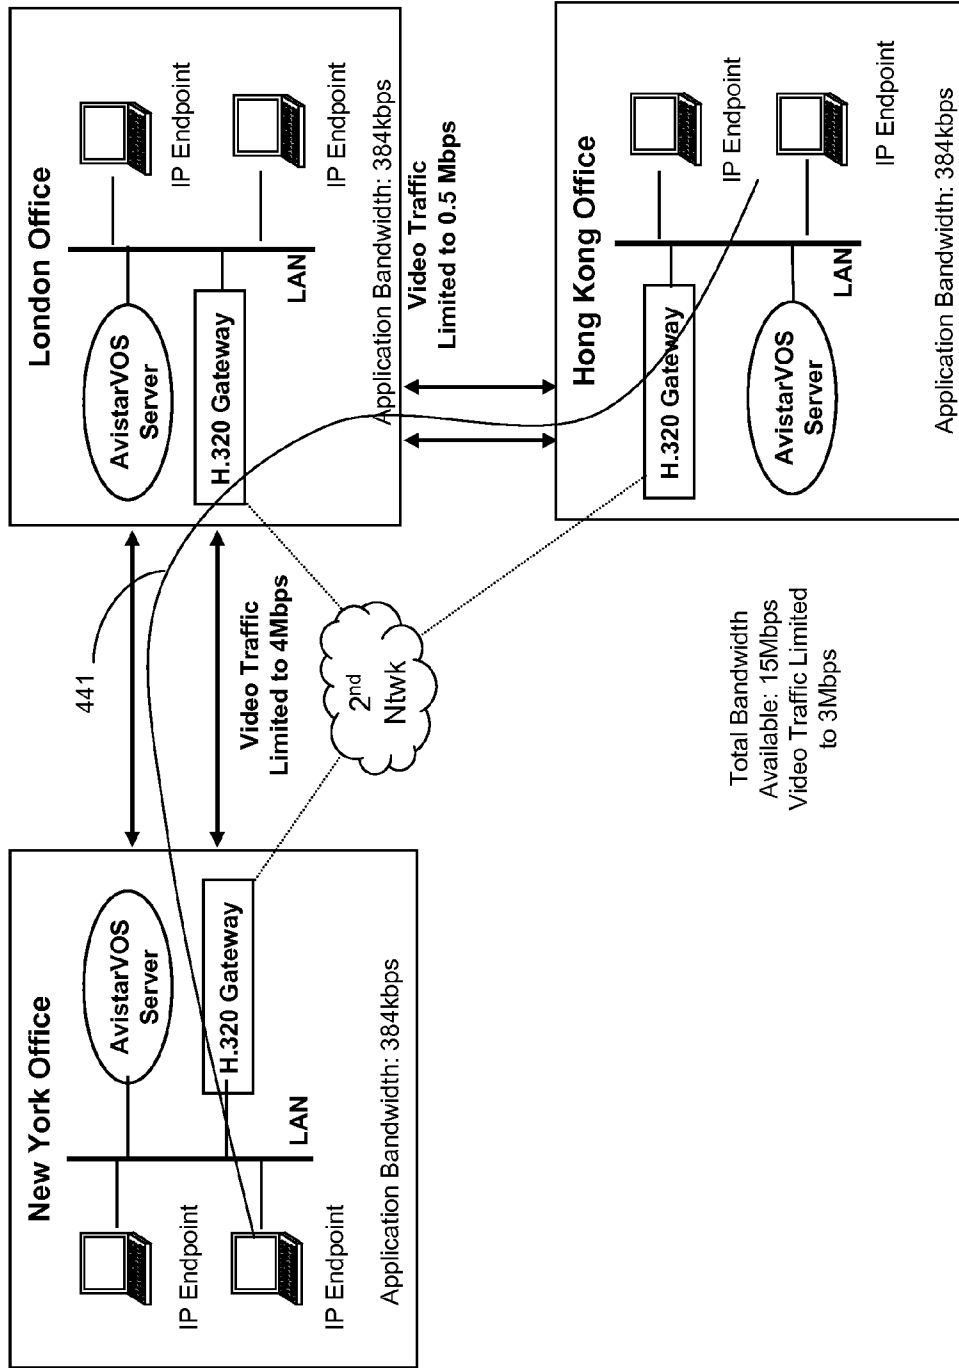 New York Office
AvistarVOS
Server
H.320 Gateway
LAN
IP Endpoint
IP Endpoint
Application Bandwidth: 384kbps
441
Video Traffic
Limited to 4Mbps
2nd
Ntwk
London Office
AvistarVOS
Server
H.320 Gateway
LAN
IP Endpoint
IP Endpoint
Application Bandwidth: 384kbps
Video Traffic
Limited to 0.5 Mbps
Hong Kong Office
H.320 Gateway
AvistarVOS
Server
LAN
IP Endpoint
IP Endpoint
Application Bandwidth: 384kbps
Total Bandwidth
Available: 15Mbps
Video Traffic Limited
to 3Mbps